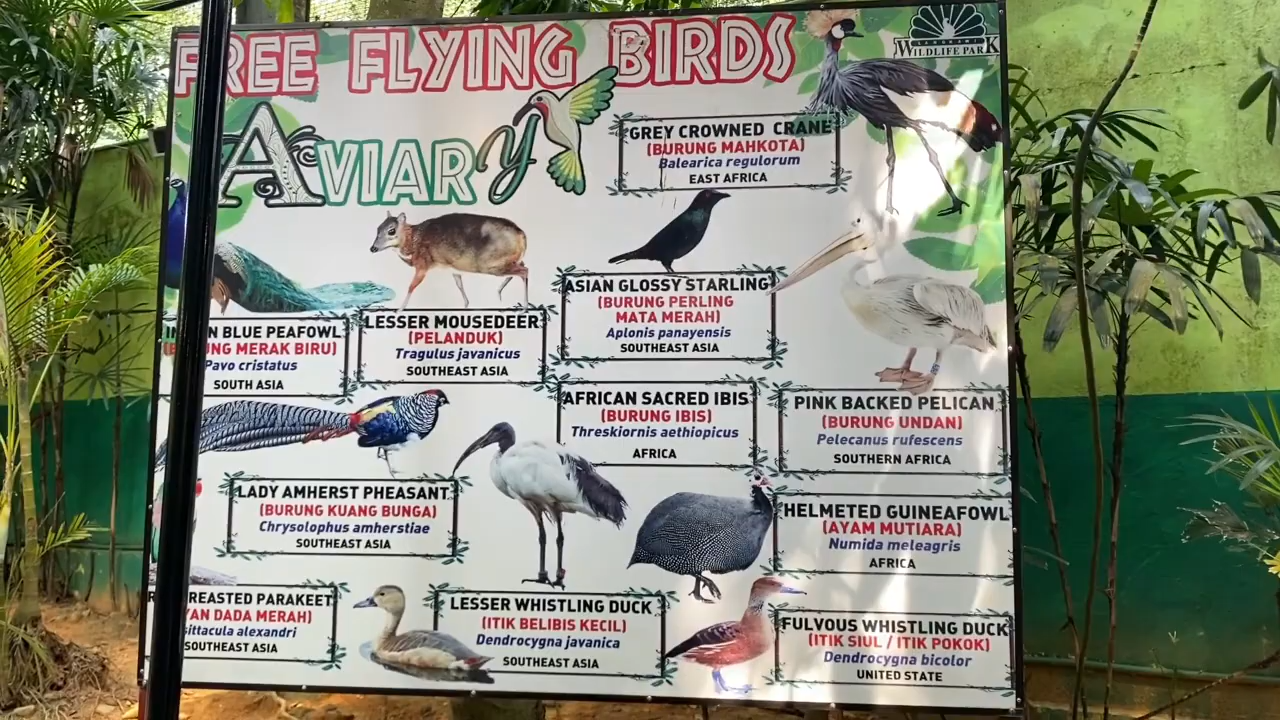 FREE FLYING BIRDS
AVIARy
LANGKAWI
WILDLIFE PARK
GREY CROWNED CRANE
(BURUNG MAHKOTA)
Balearica regulorum
EAST AFRICA
BLUE PEAFOWL
MERAK BIRU)
Pavo cristatus
SOUTH ASIA
LESSER MOUSEDEER
(PELANDUK)
Tragulus javanicus
SOUTHEAST ASIA
ASIAN GLOSSY STARLING
(BURUNG PERLING
MATA MERAH)
Aplonis panayensis
SOUTHEAST ASIA
AFRICAN SACRED IBIS
(BURUNG IBIS)
Threskiornis aethiopicus
AFRICA
PINK BACKED PELICAN
(BURUNG UNDAN)
Pelecanus rufescens
SOUTHERN AFRICA
LADY AMHERST PHEASANT
(BURUNG KUANG BUNGA)
Chrysolophus amherstiae
SOUTHEAST ASIA
HELMETED GUINEAFOWL
(AYAM MUTIARA)
Numida meleagris
AFRICA
PARAKEET
DADA MERAH)
alexandri
SOUTHEAST ASIA
LESSER WHISTLING DUCK
(ITIK BELIBIS KECIL)
Dendrocygna javanica
SOUTHEAST ASIA
FULVOUS WHISTLING DUCK
(ITIK SIUL / ITIK POKOK)
Dendrocygna bicolor
UNITED STATE